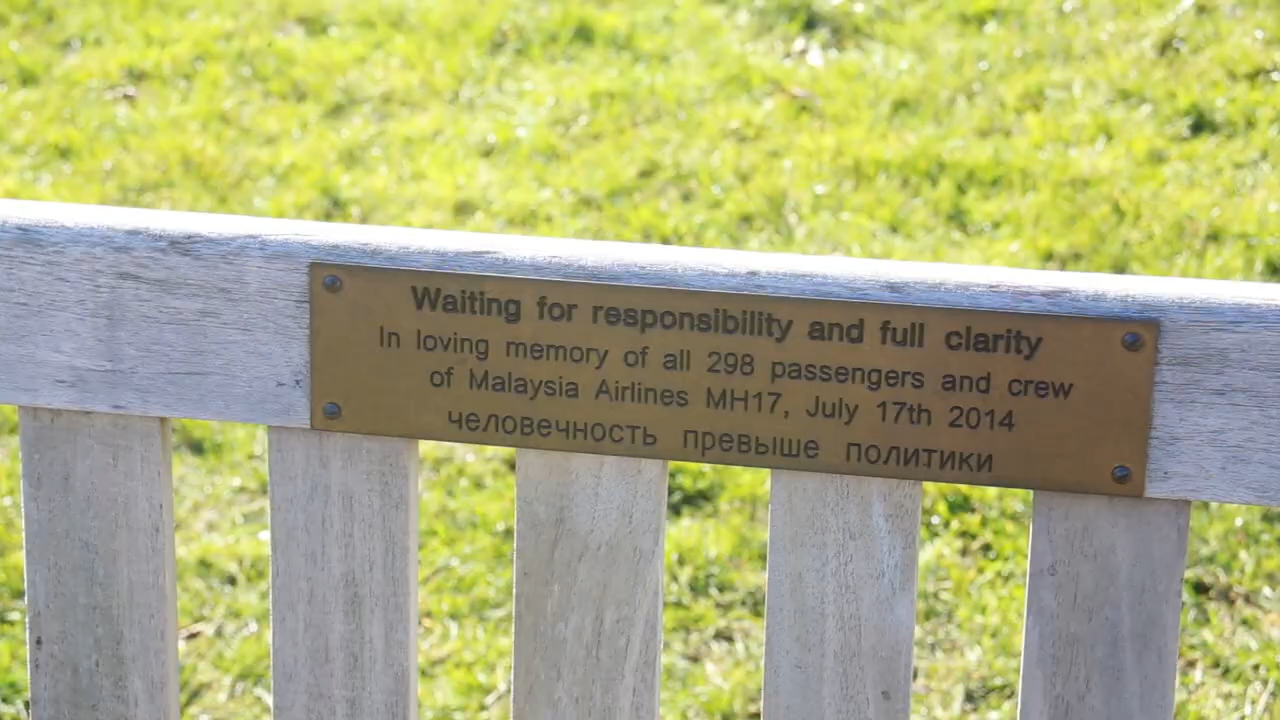 Waiting for responsibility and full clarity
In loving memory of all 298 passengers and crew
of Malaysia Airlines MH17, July 17th 2014
человечность превыше политики